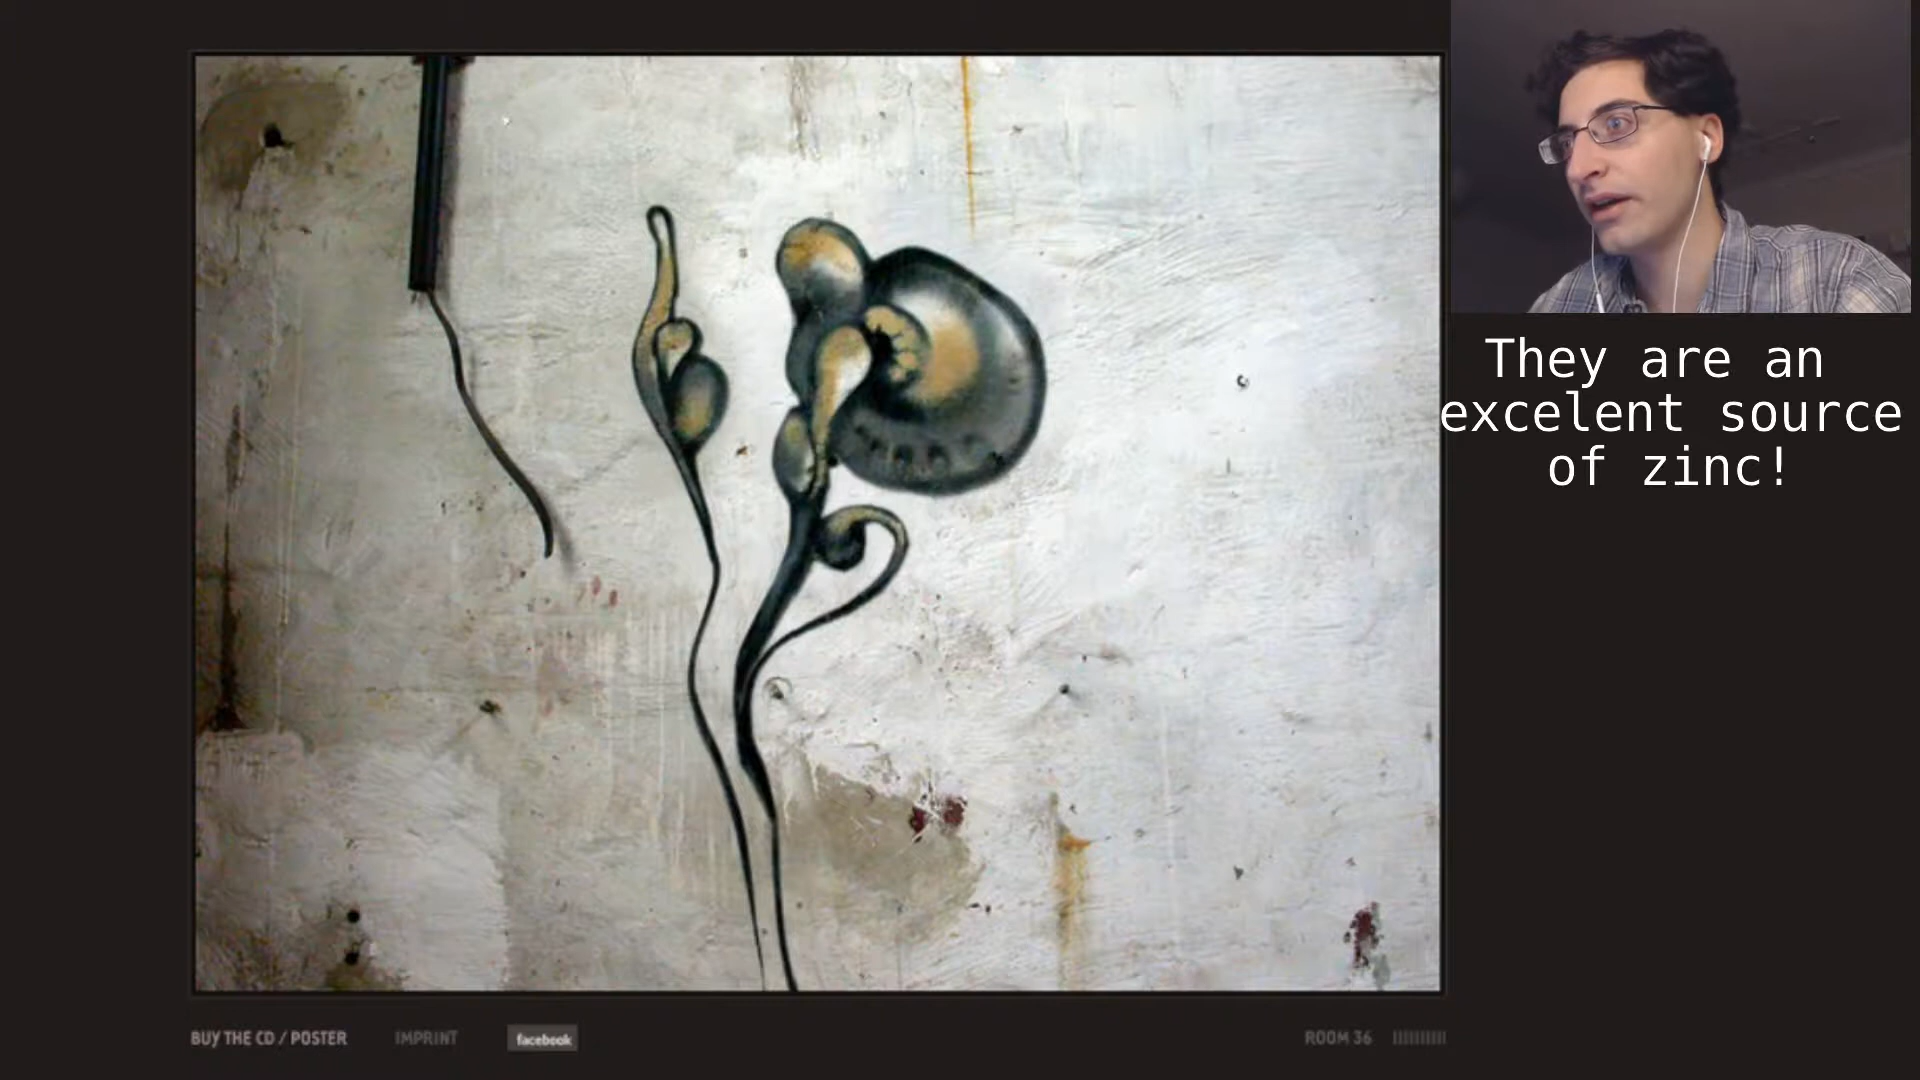 They are an
excelent source
of zinc!
BUY THE CD / POSTER IMPRINT facebook ROOM 36